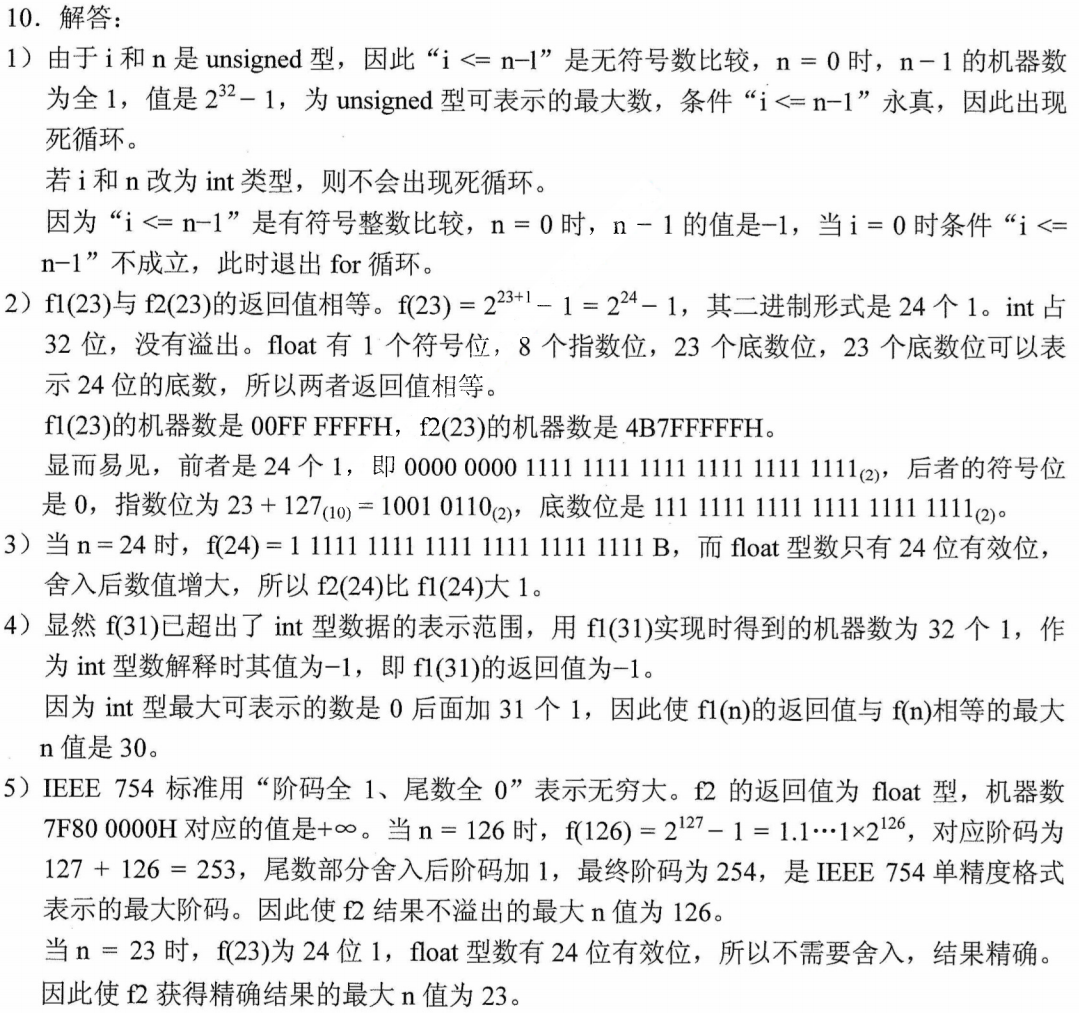 10．解答：
1）由于 i 和 n 是 unsigned 型，因此“i <= n−1”是无符号数比较，n = 0 时，n − 1 的机器数
为全 1，值是 2³² − 1，为 unsigned 型可表示的最大数，条件“i <= n−1”永真，因此出现
死循环。
若 i 和 n 改为 int 类型，则不会出现死循环。
因为“i <= n−1”是有符号整数比较，n = 0 时，n − 1 的值是−1，当 i = 0 时条件“i <=
n−1”不成立，此时退出 for 循环。
2）f1(23)与 f2(23)的返回值相等。f(23) = 2²³⁺¹ − 1 = 2²⁴ − 1，其二进制形式是 24 个 1。int 占
32 位，没有溢出。float 有 1 个符号位，8 个指数位，23 个底数位，23 个底数位可以表
示 24 位的底数，所以两者返回值相等。
f1(23)的机器数是 00FF FFFFH，f2(23)的机器数是 4B7FFFFFH。
显而易见，前者是 24 个 1，即 0000 0000 1111 1111 1111 1111 1111 1111₍₂₎，后者的符号位
是 0，指数位为 23 + 127₍₁₀₎ = 1001 0110₍₂₎，底数位是 111 1111 1111 1111 1111 1111₍₂₎。
3）当 n = 24 时，f(24) = 1 1111 1111 1111 1111 1111 1111 B，而 float 型数只有 24 位有效位，
舍入后数值增大，所以 f2(24)比 f1(24)大 1。
4）显然 f(31)已超出了 int 型数据的表示范围，用 f1(31)实现时得到的机器数为 32 个 1，作
为 int 型数解释时其值为−1，即 f1(31)的返回值为−1。
因为 int 型最大可表示的数是 0 后面加 31 个 1，因此使 f1(n)的返回值与 f(n)相等的最大
n 值是 30。
5）IEEE 754 标准用“阶码全 1、尾数全 0”表示无穷大。f2 的返回值为 float 型，机器数
7F80 0000H 对应的值是+∞。当 n = 126 时，f(126) = 2¹²⁷ − 1 = 1.1⋯1×2¹²⁶，对应阶码为
127 + 126 = 253，尾数部分舍入后阶码加 1，最终阶码为 254，是 IEEE 754 单精度格式
表示的最大阶码。因此使 f2 结果不溢出的最大 n 值为 126。
当 n = 23 时，f(23)为 24 位 1，float 型数有 24 位有效位，所以不需要舍入，结果精确。
因此使 f2 获得精确结果的最大 n 值为 23。